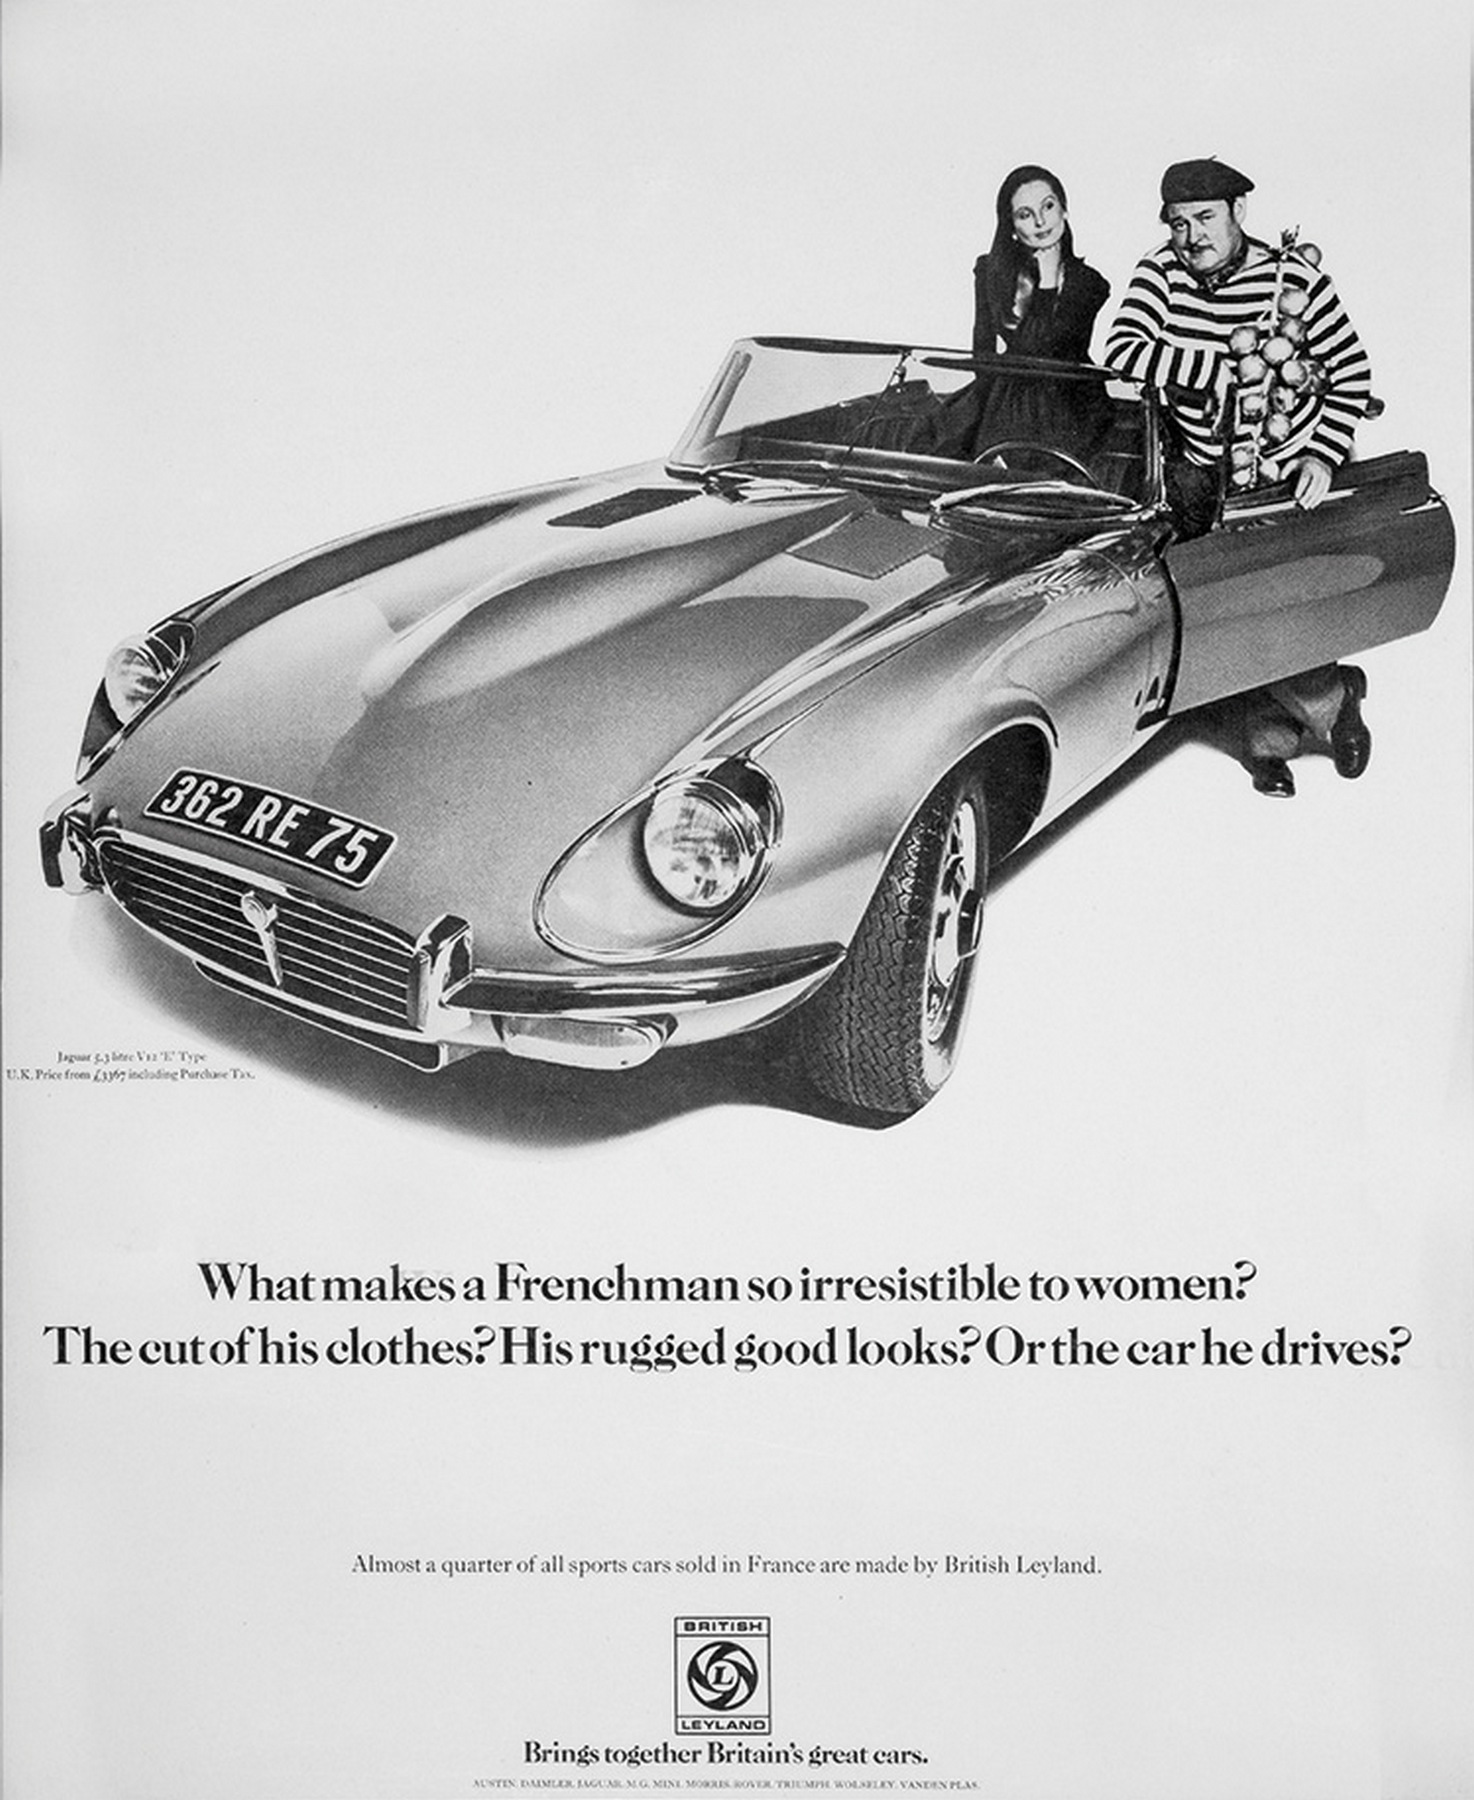 362 RE 75
Jaguar 5.3 litre V12 'E' Type
U.K. Price from £3367 including Purchase Tax.
What makes a Frenchman so irresistible to women?
The cut of his clothes? His rugged good looks? Or the car he drives?
Almost a quarter of all sports cars sold in France are made by British Leyland.
BRITISH
L
LEYLAND
Brings together Britain's great cars.
AUSTIN. DAIMLER. JAGUAR. M.G. MINI. MORRIS. ROVER. TRIUMPH. WOLSELEY. VANDEN PLAS.